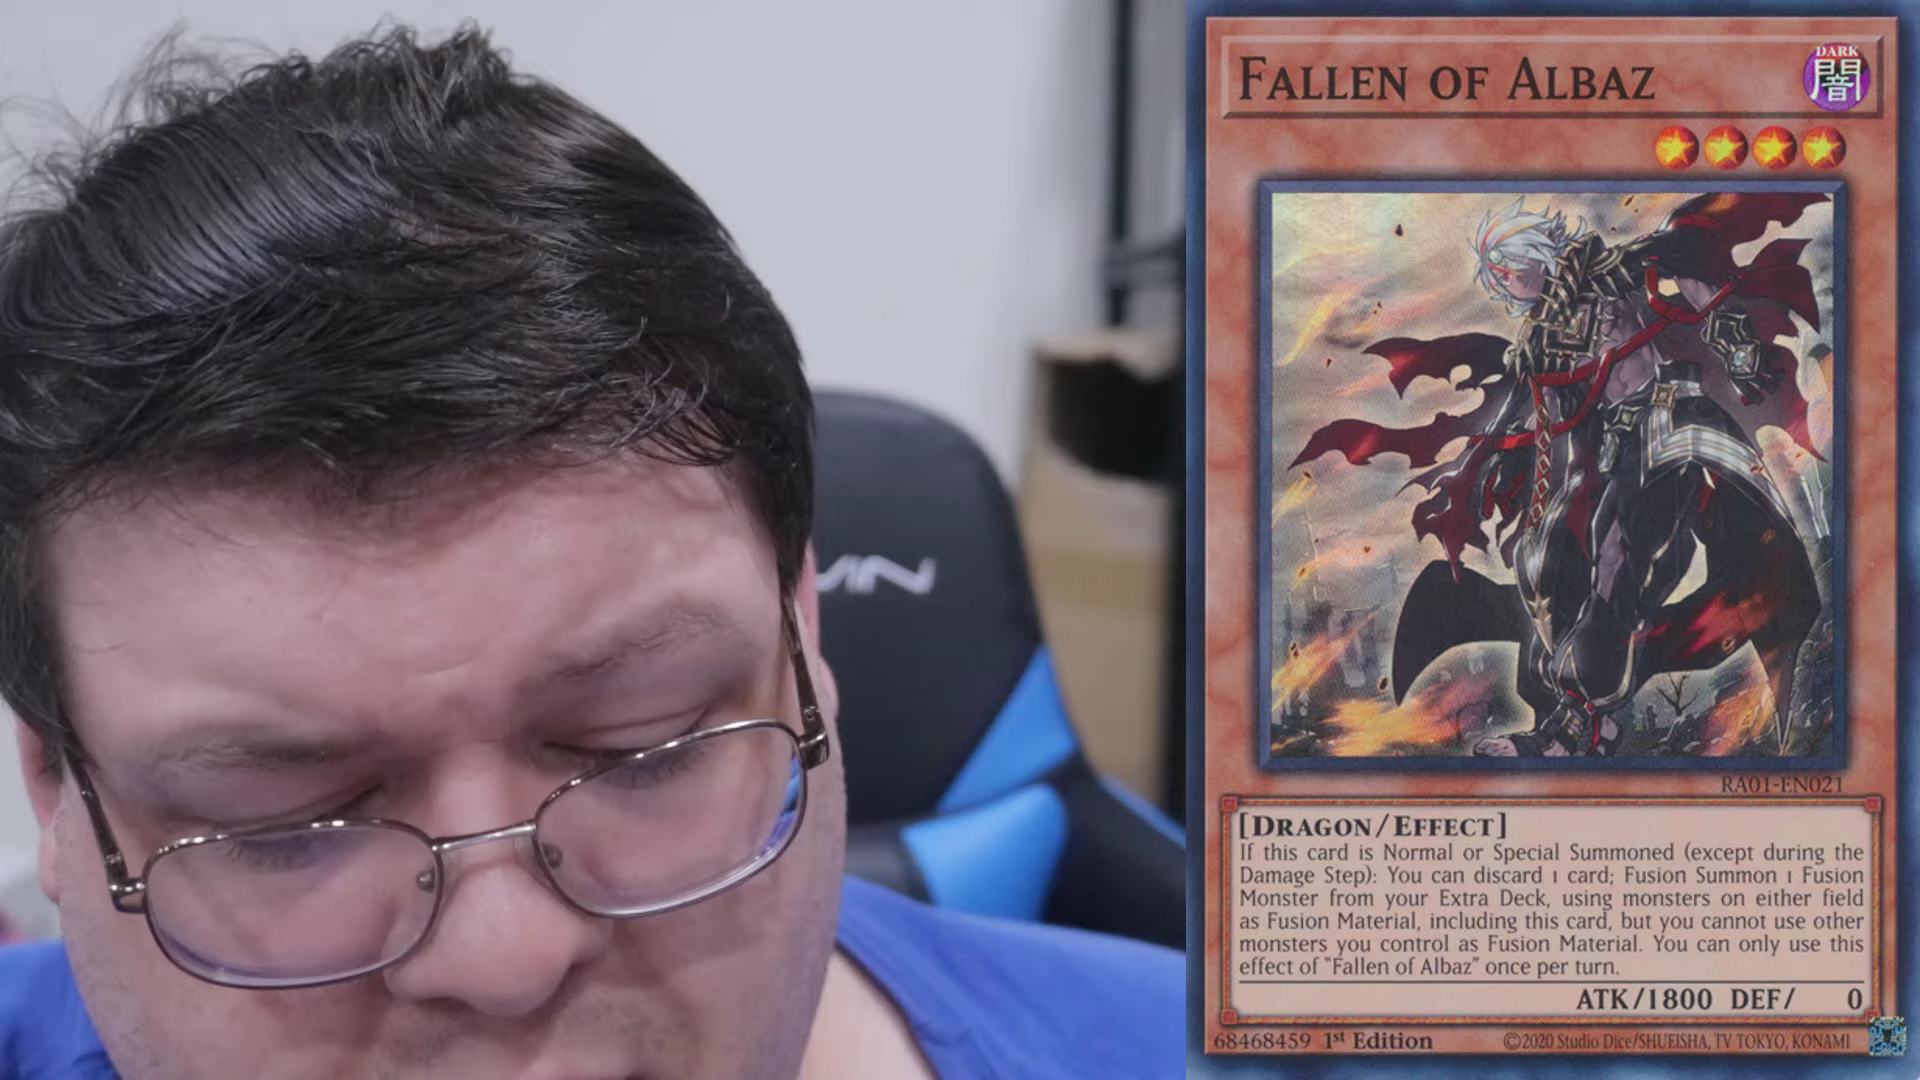 FALLEN OF ALBAZ
DARK
闇
RA01-EN021
[DRAGON/EFFECT]
If this card is Normal or Special Summoned (except during the
Damage Step): You can discard 1 card; Fusion Summon 1 Fusion
Monster from your Extra Deck, using monsters on either field
as Fusion Material, including this card, but you cannot use other
monsters you control as Fusion Material. You can only use this
effect of "Fallen of Albaz" once per turn.
ATK/1800 DEF/ 0
68468459 1st Edition ©2020 Studio Dice/SHUEISHA, TV TOKYO, KONAMI